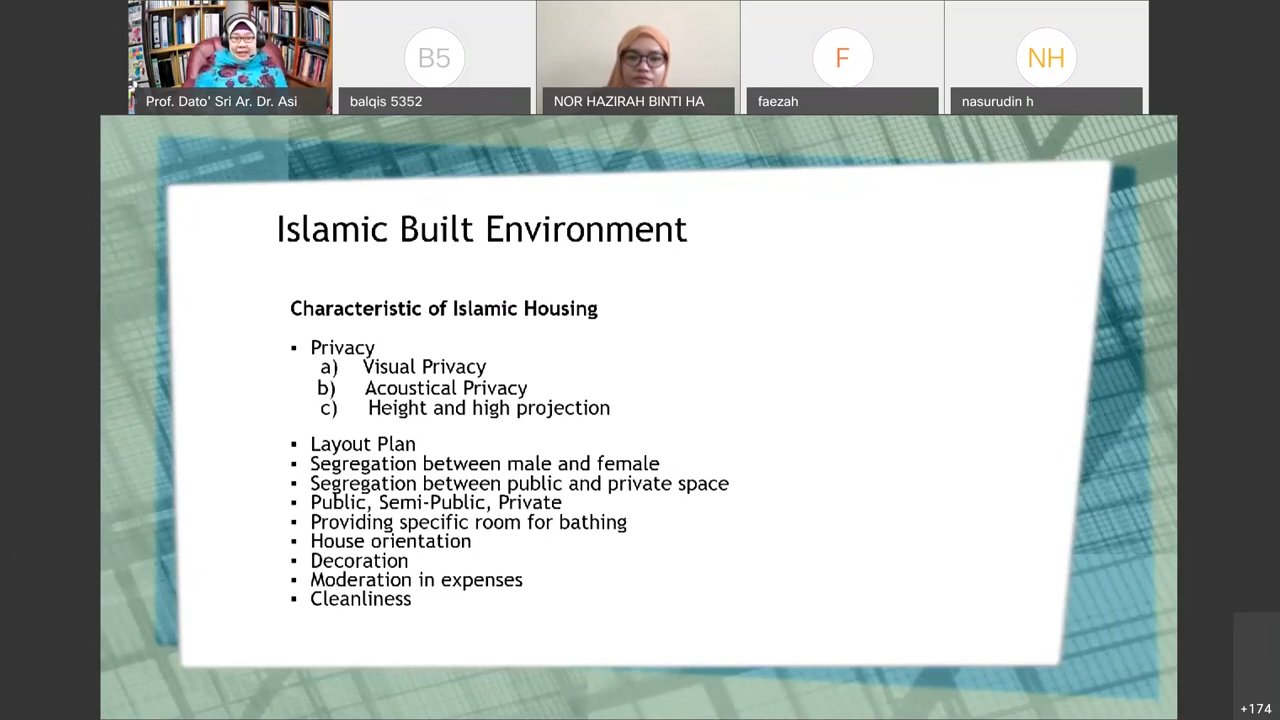 Prof. Dato' Sri Ar. Dr. Asi
B5
balqis 5352
NOR HAZIRAH BINTI HA
F
faezah
NH
nasurudin h
Islamic Built Environment
Characteristic of Islamic Housing
▪ Privacy
a) Visual Privacy
b) Acoustical Privacy
c) Height and high projection
▪ Layout Plan
▪ Segregation between male and female
▪ Segregation between public and private space
▪ Public, Semi-Public, Private
▪ Providing specific room for bathing
▪ House orientation
▪ Decoration
▪ Moderation in expenses
▪ Cleanliness
+174